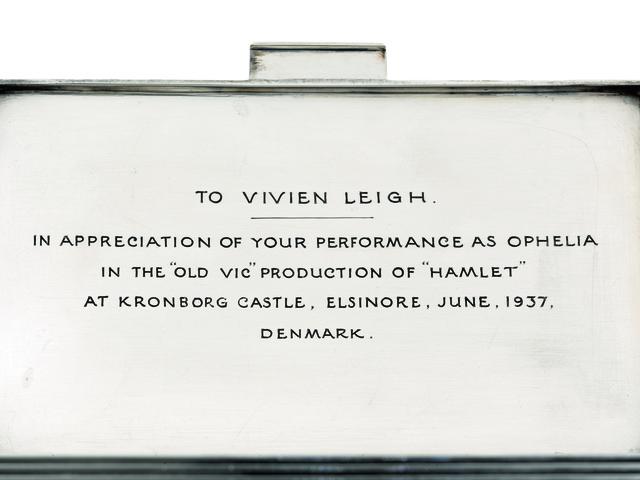 TO VIVIEN LEIGH.
IN APPRECIATION OF YOUR PERFORMANCE AS OPHELIA
IN THE "OLD VIC" PRODUCTION OF "HAMLET"
AT KRONBORG CASTLE, ELSINORE, JUNE, 1937,
DENMARK.